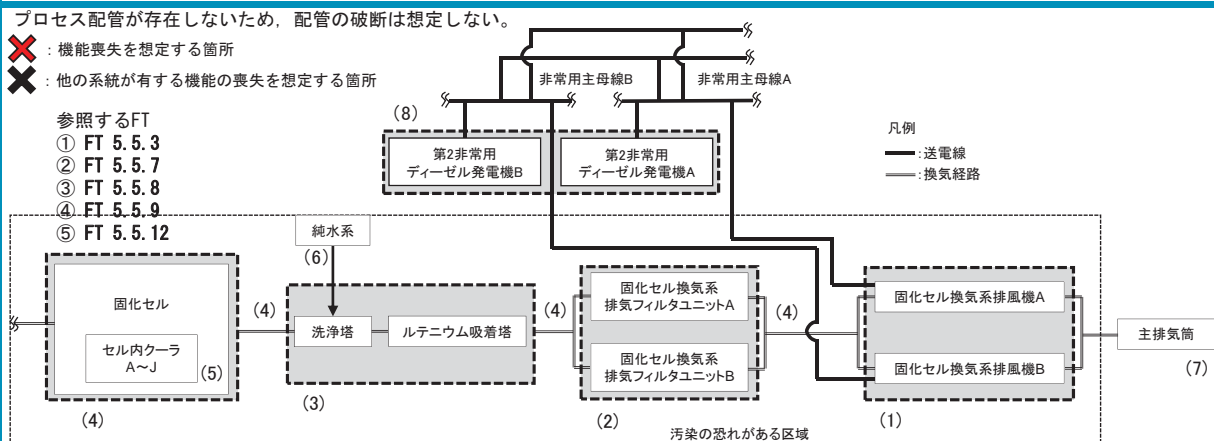 プロセス配管が存在しないため，配管の破断は想定しない。
：機能喪失を想定する箇所
：他の系統が有する機能の喪失を想定する箇所
参照するFT
① FT 5.5.3
② FT 5.5.7
③ FT 5.5.8
④ FT 5.5.9
⑤ FT 5.5.12
非常用主母線B
非常用主母線A
(8)
第2非常用
ディーゼル発電機B
第2非常用
ディーゼル発電機A
凡例
：送電線
：換気経路
純水系
(6)
固化セル
セル内クーラ
A～J
(5)
(4)
(4)
洗浄塔
ルテニウム吸着塔
(3)
(4)
固化セル換気系
排気フィルタユニットA
固化セル換気系
排気フィルタユニットB
(2)
(4)
固化セル換気系排風機A
固化セル換気系排風機B
(1)
主排気筒
(7)
汚染の恐れがある区域